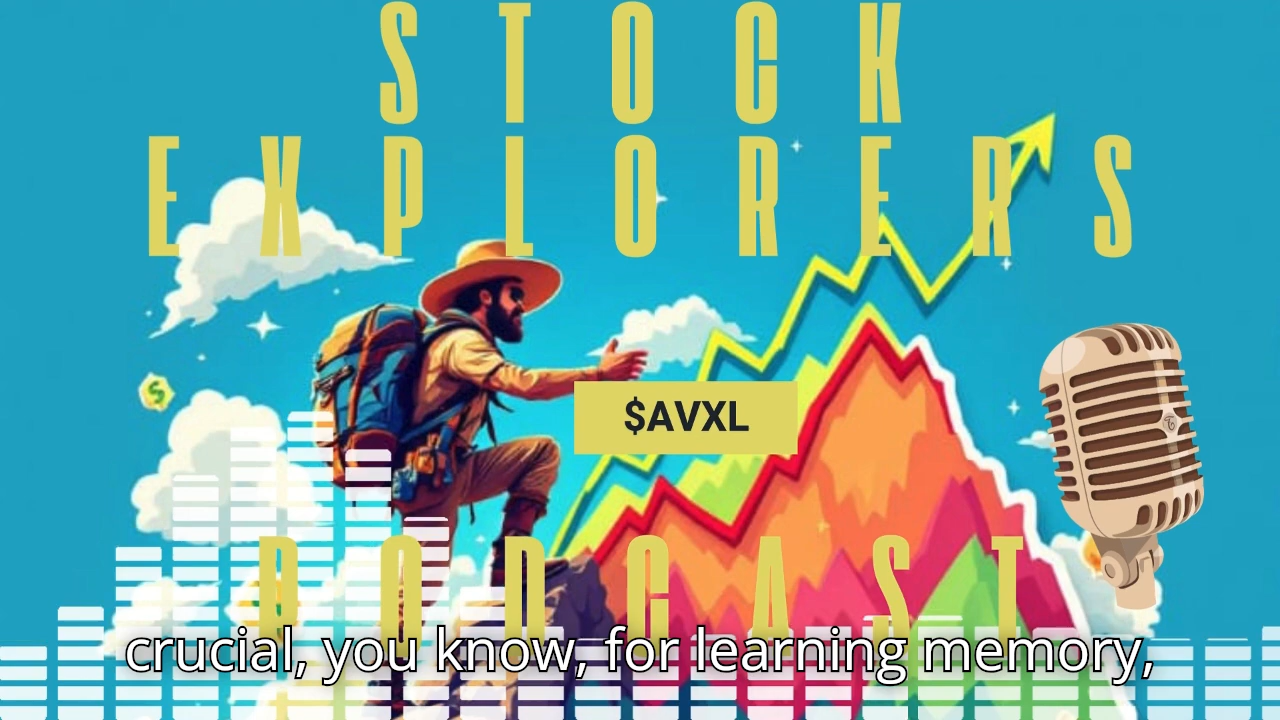 STOCK
EXPLORERS
$AVXL
PODCAST
crucial, you know, for learning memory,